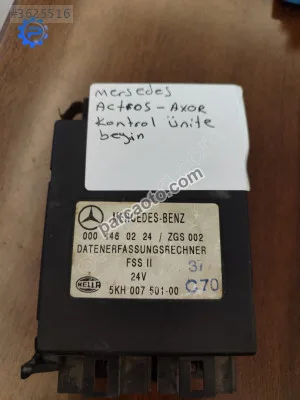 #3625516
mersedes
Actros-AXOR
Kontrol ünite
beyin
parcaoto.com
MERCEDES-BENZ
000 446 02 24 / ZGS 002
DATENERFASSUNGSRECHNER
FSS II
24V
37
HELLA
5KH 007 501-00
C70